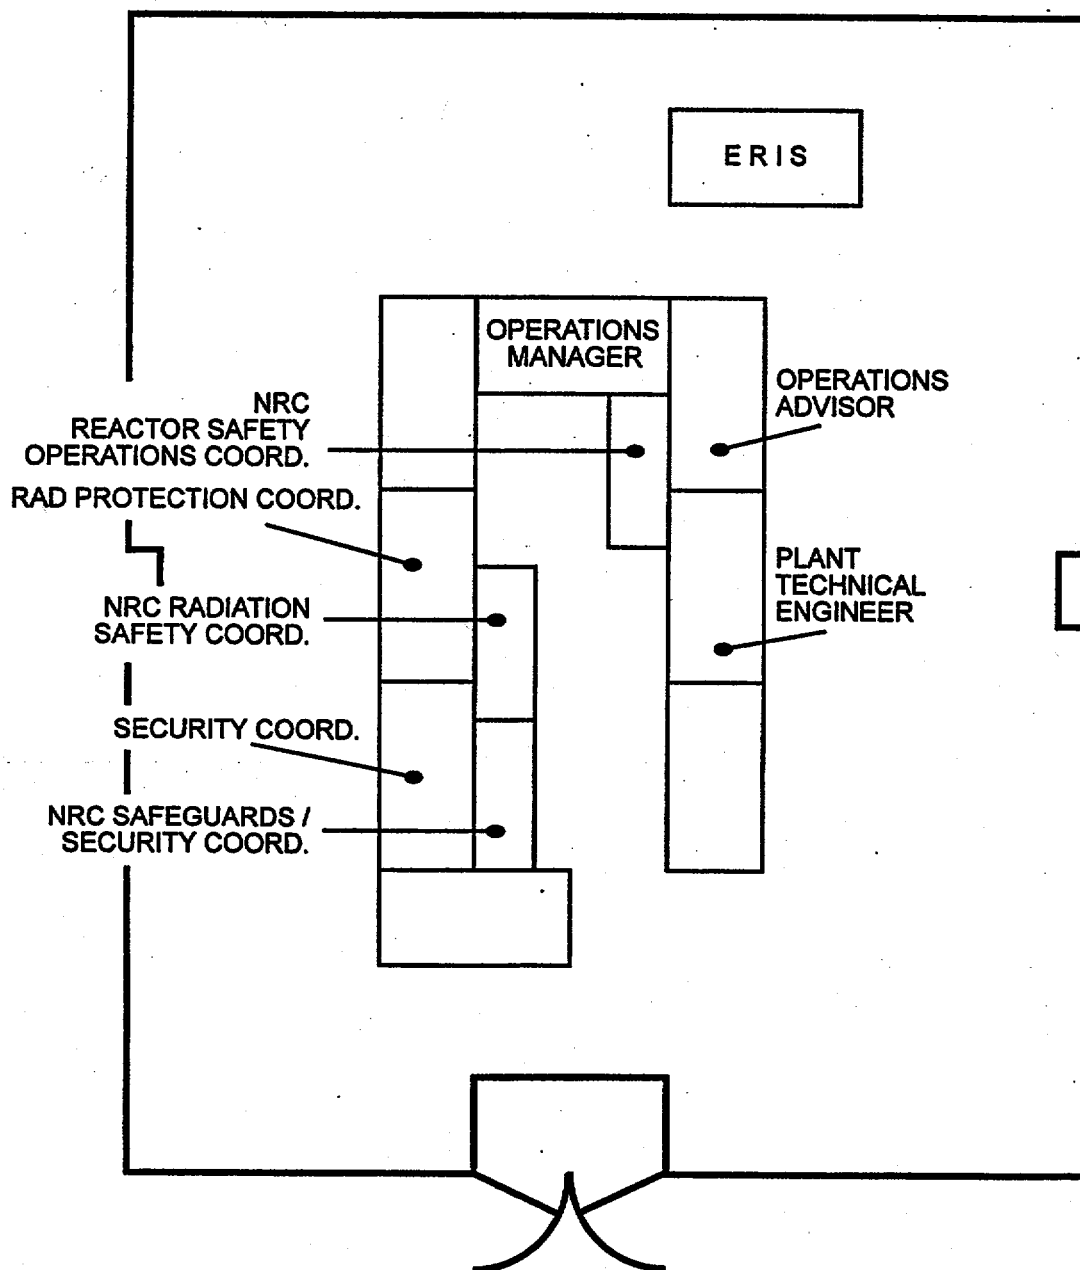 E R I S
OPERATIONS
MANAGER
OPERATIONS
ADVISOR
NRC
REACTOR SAFETY
OPERATIONS COORD.
RAD PROTECTION COORD.
PLANT
TECHNICAL
ENGINEER
NRC RADIATION
SAFETY COORD.
SECURITY COORD.
NRC SAFEGUARDS /
SECURITY COORD.